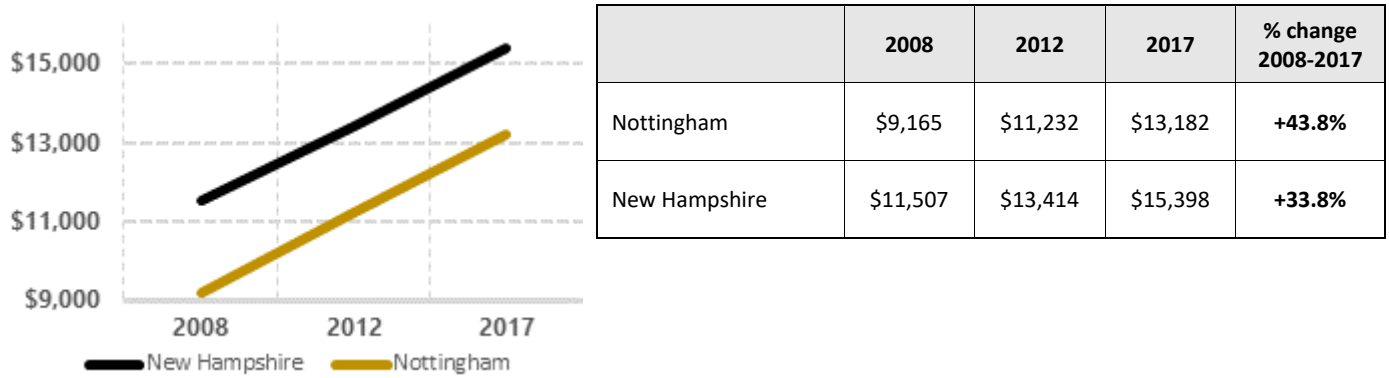 $15,000
$13,000
$11,000
$9,000
2008 2012 2017
New Hampshire Nottingham
2008 2012 2017 % change
2008-2017
Nottingham $9,165 $11,232 $13,182 +43.8%
New Hampshire $11,507 $13,414 $15,398 +33.8%